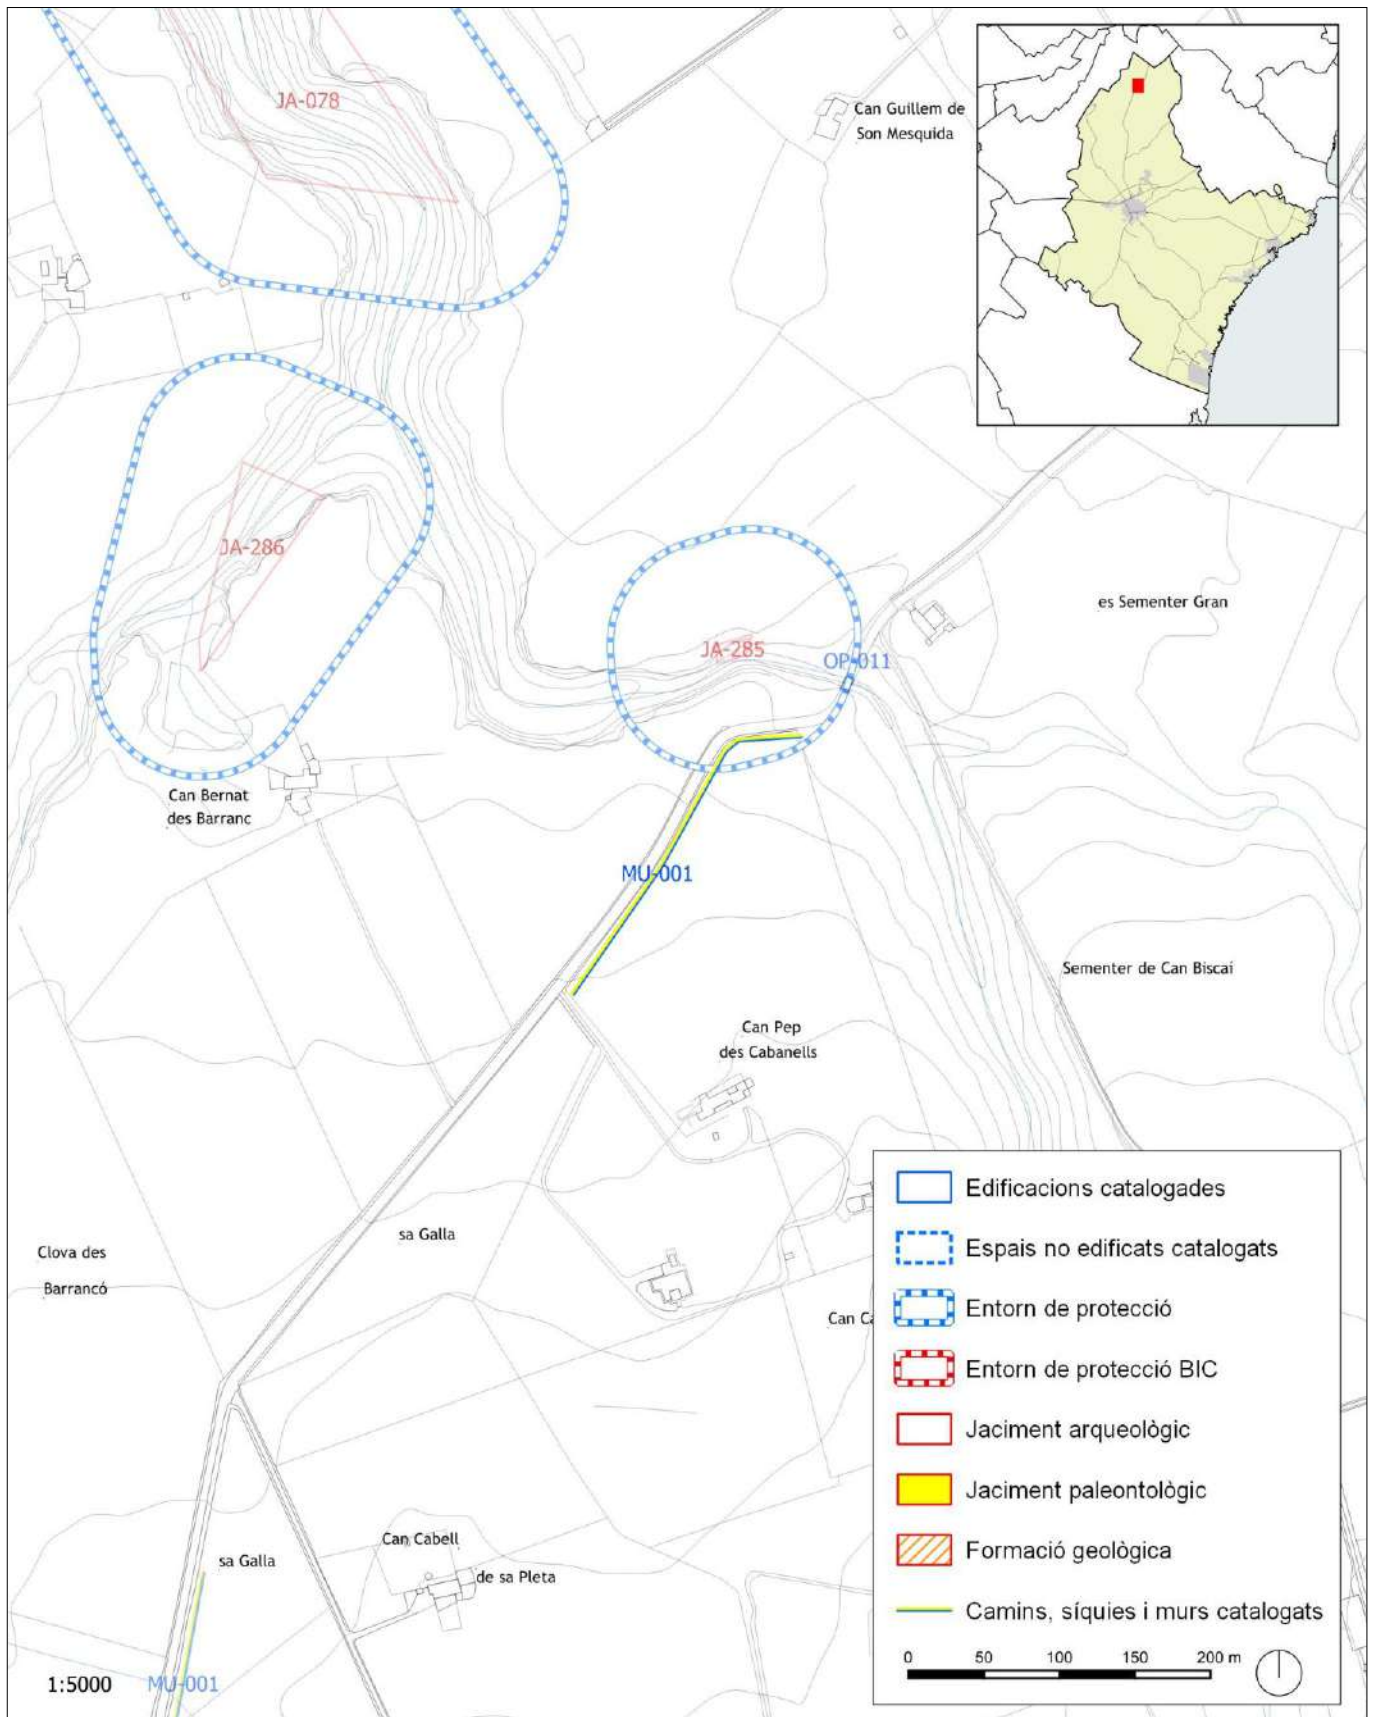 JA-078
Can Guillem de
Son Mesquida
JA-286
es Sementer Gran
JA-285
OP-011
Can Bernat
des Barranc
MU-001
Sementer de Can Biscai
Can Pep
des Cabanells
sa Galla
Clova des
Barrancó
Can
Can Cabell
sa Galla
de sa Pleta
1:5000
MU-001
Edificacions catalogades
Espais no edificats catalogats
Entorn de protecció
Entorn de protecció BIC
Jaciment arqueològic
Jaciment paleontològic
Formació geològica
Camins, síquies i murs catalogats
0 50 100 150 200 m